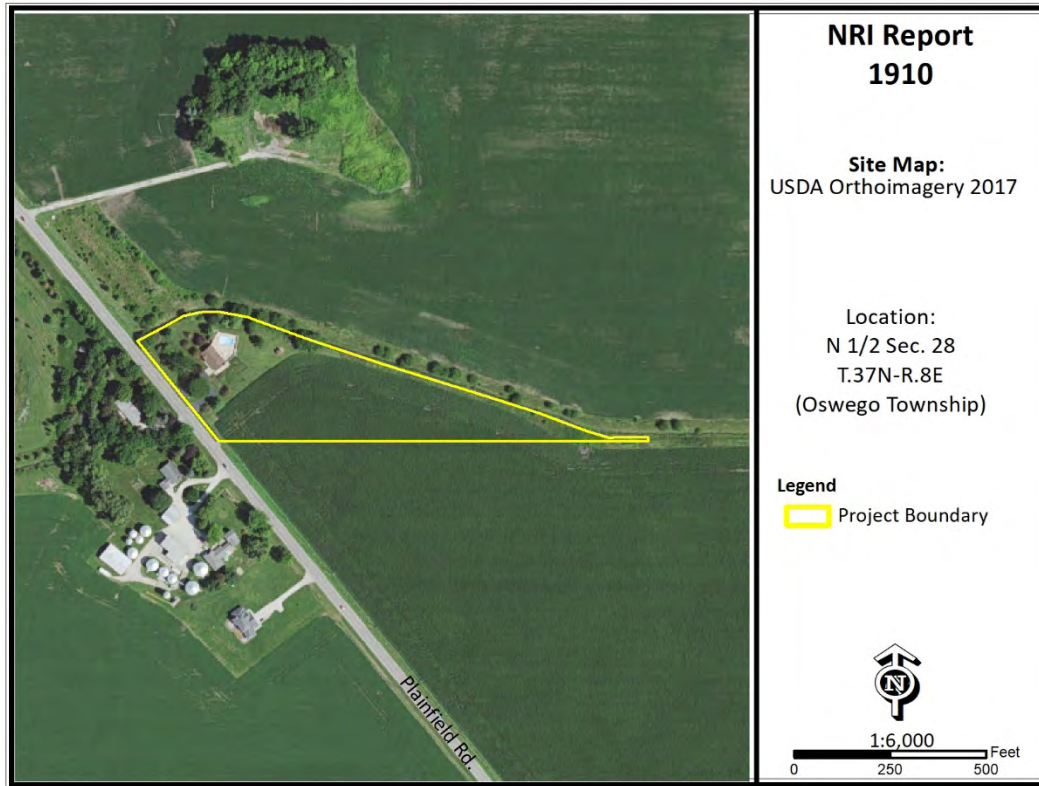 NRI Report
1910
Site Map:
USDA Orthoimagery 2017
Location:
N 1/2 Sec. 28
T.37N-R.8E
(Oswego Township)
Legend
Project Boundary
Plainfield Rd.
N
1:6,000
Feet
0 250 500